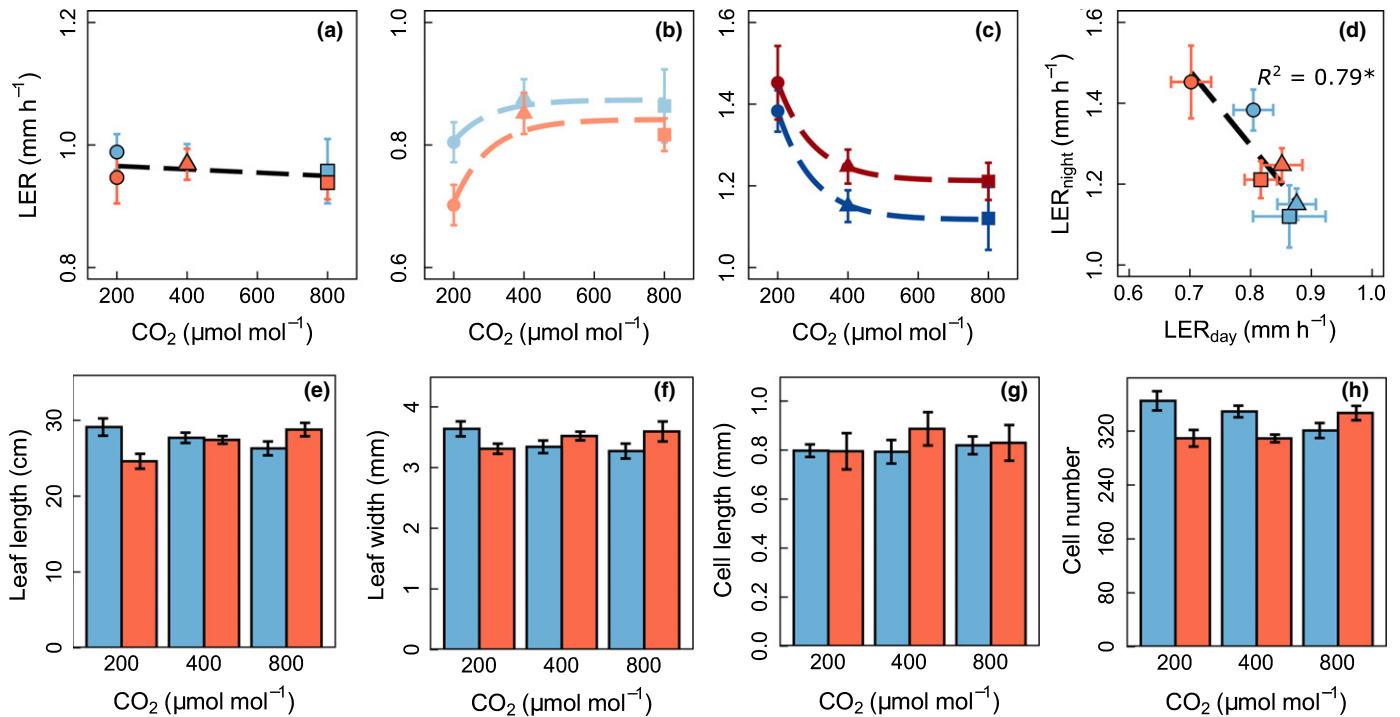 (a)
LER (mm h⁻¹)
1.2
1.0
0.8
200 400 600 800
CO₂ (µmol mol⁻¹)
(b)
1.0
0.8
0.6
200 400 600 800
CO₂ (µmol mol⁻¹)
(c)
1.6
1.4
1.2
1.0
200 400 600 800
CO₂ (µmol mol⁻¹)
(d)
R² = 0.79*
LERnight (mm h⁻¹)
1.6
1.4
1.2
1.0
0.6 0.7 0.8 0.9 1.0
LERday (mm h⁻¹)
(e)
Leaf length (cm)
30
20
10
0
200 400 800
CO₂ (µmol mol⁻¹)
(f)
Leaf width (mm)
4
3
2
1
0
200 400 800
CO₂ (µmol mol⁻¹)
(g)
Cell length (mm)
1.0
0.8
0.6
0.4
0.2
0.0
200 400 800
CO₂ (µmol mol⁻¹)
(h)
Cell number
320
240
160
80
0
200 400 800
CO₂ (µmol mol⁻¹)